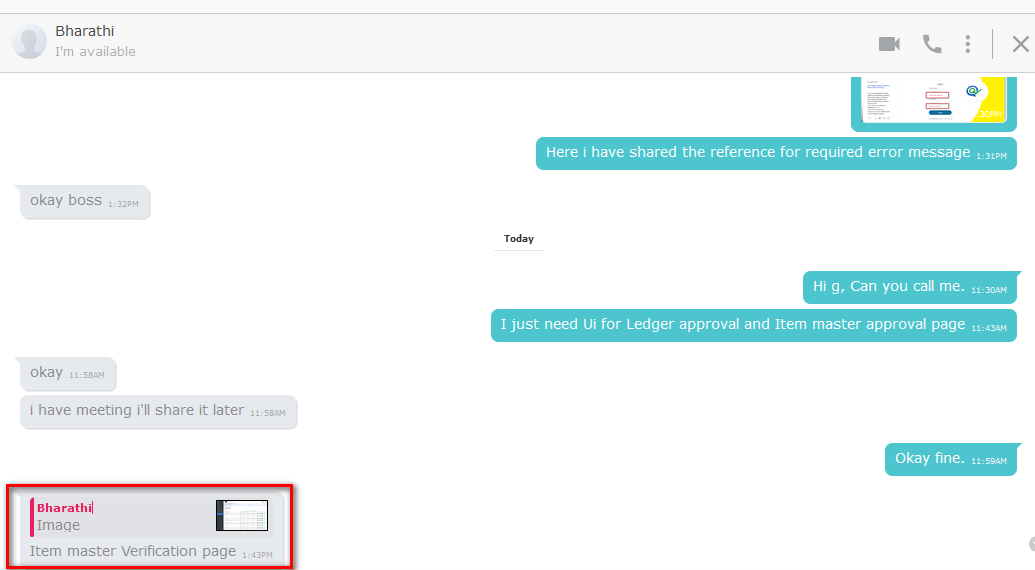 Bharathi
I'm available
Here i have shared the reference for required error message 1:31PM
okay boss 1:32PM
Today
Hi g, Can you call me. 11:30AM
I just need Ui for Ledger approval and Item master approval page 11:43AM
okay 11:58AM
i have meeting i'll share it later 11:58AM
Okay fine. 11:59AM
Bharathi
Image
Item master Verification page 1:43PM